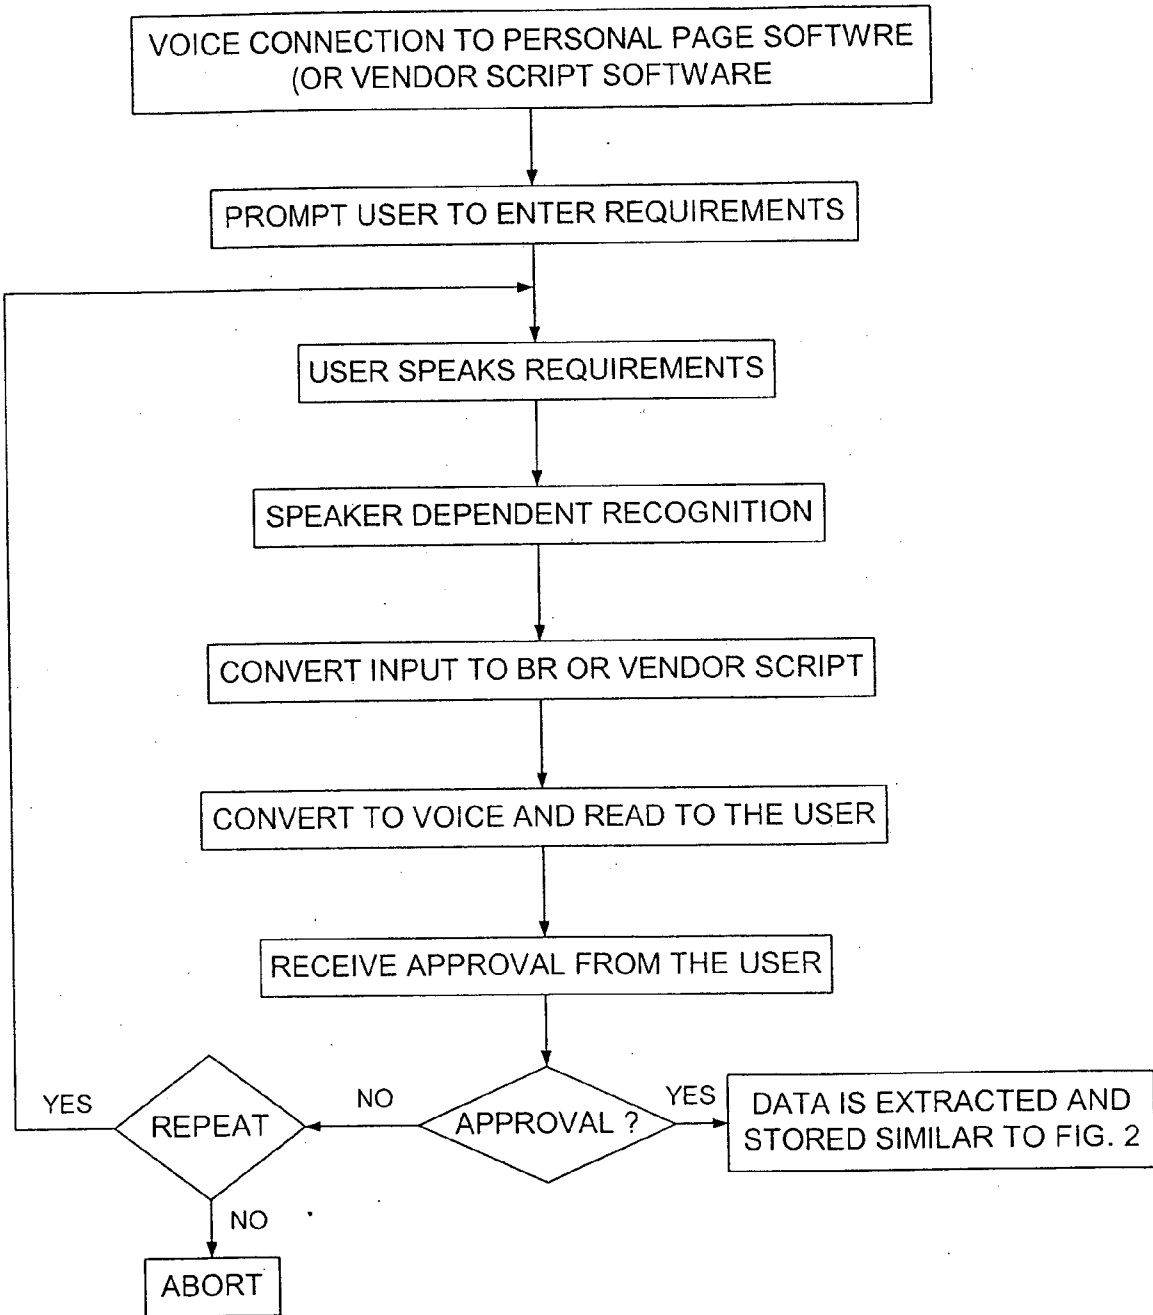 VOICE CONNECTION TO PERSONAL PAGE SOFTWRE
(OR VENDOR SCRIPT SOFTWARE
PROMPT USER TO ENTER REQUIREMENTS
USER SPEAKS REQUIREMENTS
SPEAKER DEPENDENT RECOGNITION
CONVERT INPUT TO BR OR VENDOR SCRIPT
CONVERT TO VOICE AND READ TO THE USER
RECEIVE APPROVAL FROM THE USER
YES
REPEAT
NO
APPROVAL ?
YES
DATA IS EXTRACTED AND
STORED SIMILAR TO FIG. 2
NO
ABORT